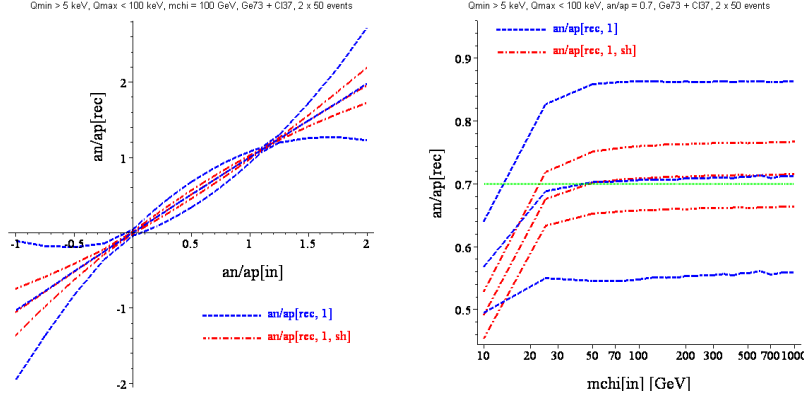 Qmin > 5 keV, Qmax < 100 keV, mchi = 100 GeV, Ge73 + Cl37, 2 x 50 events
2
an/ap[rec]
1
-1
-0.5
0
0.5
1
1.5
2
an/ap[in]
-1
an/ap[rec, 1]
an/ap[rec, 1, sh]
-2
Qmin > 5 keV, Qmax < 100 keV, an/ap = 0.7, Ge73 + Cl37, 2 x 50 events
an/ap[rec, 1]
an/ap[rec, 1, sh]
0.9
0.8
an/ap[rec]
0.7
0.6
0.5
10
20
30
50
70
100
200
300
500
700
1000
mchi[in] [GeV]